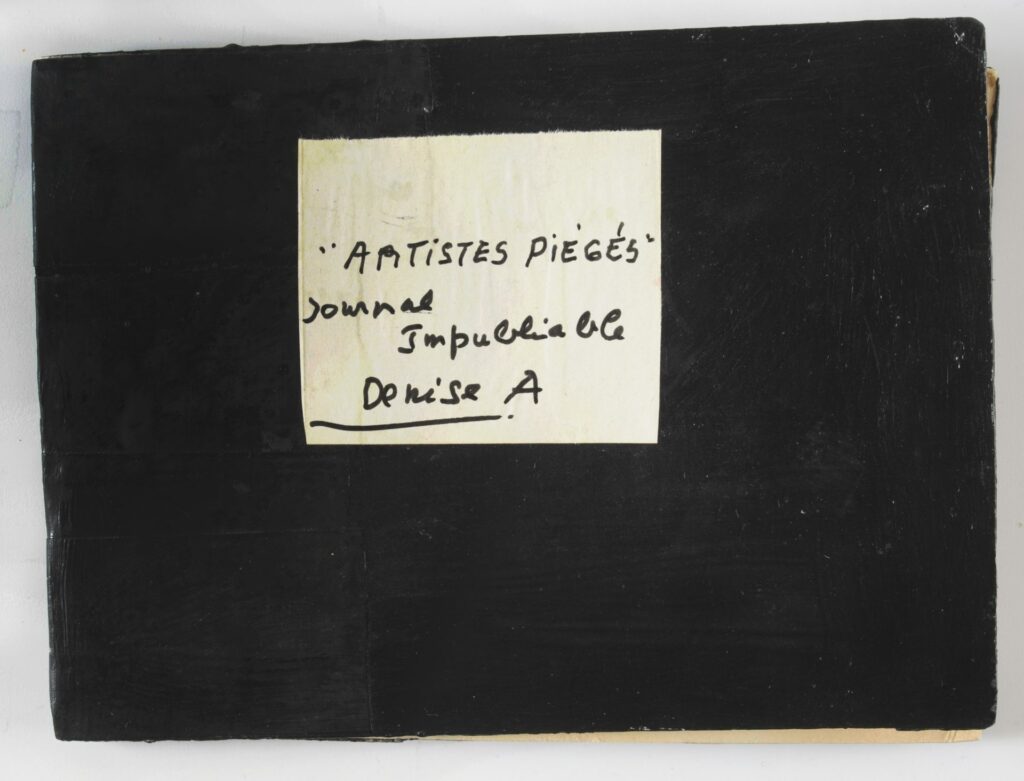 "ARTISTES PIÉGÉS"
Journal
Impubliable
Denise A